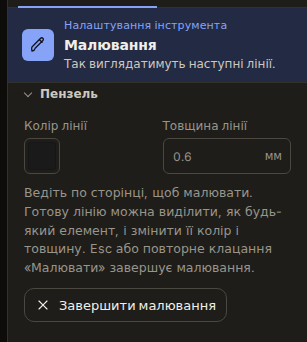 Налаштування інструмента
Малювання
Так виглядатимуть наступні лінії.
Пензель
Колір лінії
Товщина лінії
0.6 мм
Ведіть по сторінці, щоб малювати.
Готову лінію можна виділити, як будь-
який елемент, і змінити її колір і
товщину. Esc або повторне клацання
«Малювати» завершує малювання.
Завершити малювання